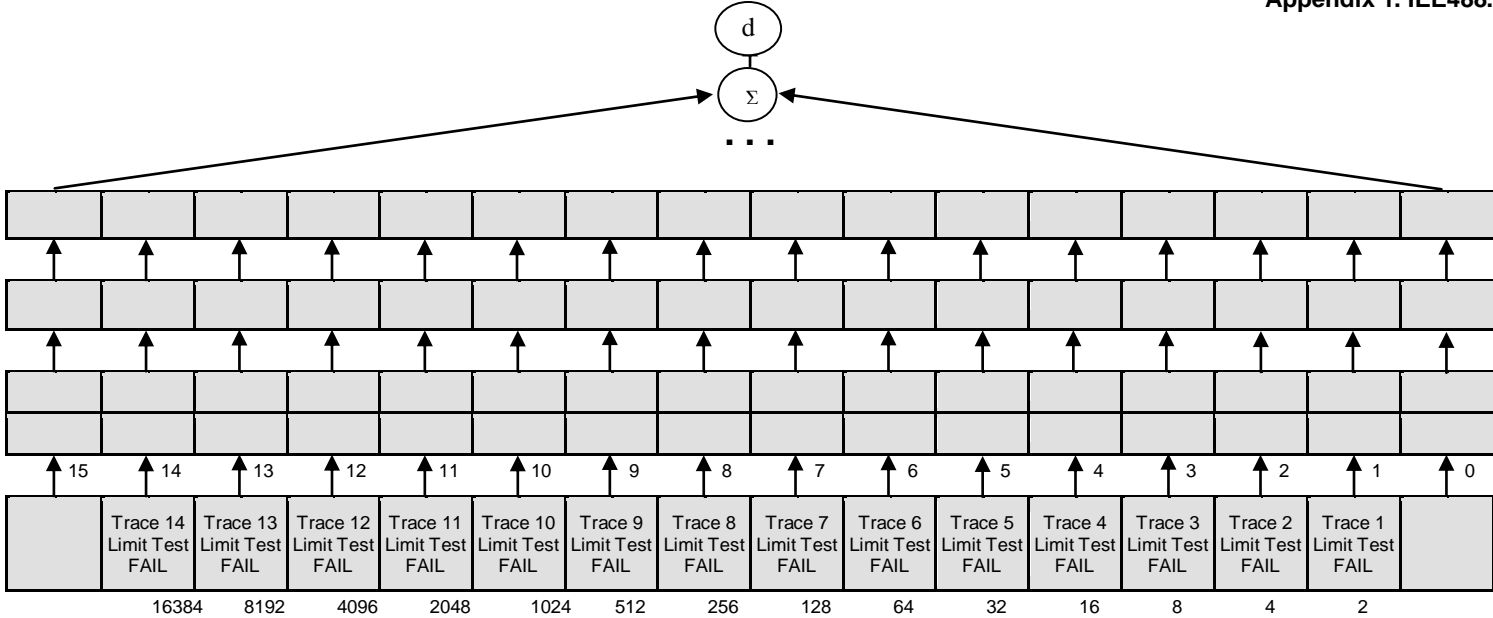 Appendix 1: IEE488.
d
Σ
...
15 14 13 12 11 10 9 8 7 6 5 4 3 2 1 0
Trace 14 Trace 13 Trace 12 Trace 11 Trace 10 Trace 9 Trace 8 Trace 7 Trace 6 Trace 5 Trace 4 Trace 3 Trace 2 Trace 1
Limit Test Limit Test Limit Test Limit Test Limit Test Limit Test Limit Test Limit Test Limit Test Limit Test Limit Test Limit Test Limit Test Limit Test
FAIL FAIL FAIL FAIL FAIL FAIL FAIL FAIL FAIL FAIL FAIL FAIL FAIL FAIL
16384 8192 4096 2048 1024 512 256 128 64 32 16 8 4 2